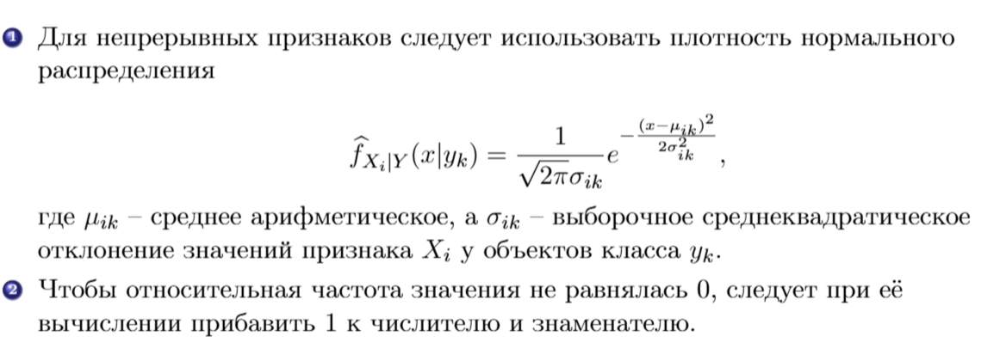 1 Для непрерывных признаков следует использовать плотность нормального
распределения
$\widehat{f}_{X_i|Y}(x|y_k) = \frac{1}{\sqrt{2\pi}\sigma_{ik}} e^{-\frac{(x-\mu_{ik})^2}{2\sigma_{ik}^2}},$
где $\mu_{ik}$ – среднее арифметическое, а $\sigma_{ik}$ – выборочное среднеквадратическое
отклонение значений признака $X_i$ у объектов класса $y_k$.
2 Чтобы относительная частота значения не равнялась 0, следует при её
вычислении прибавить 1 к числителю и знаменателю.